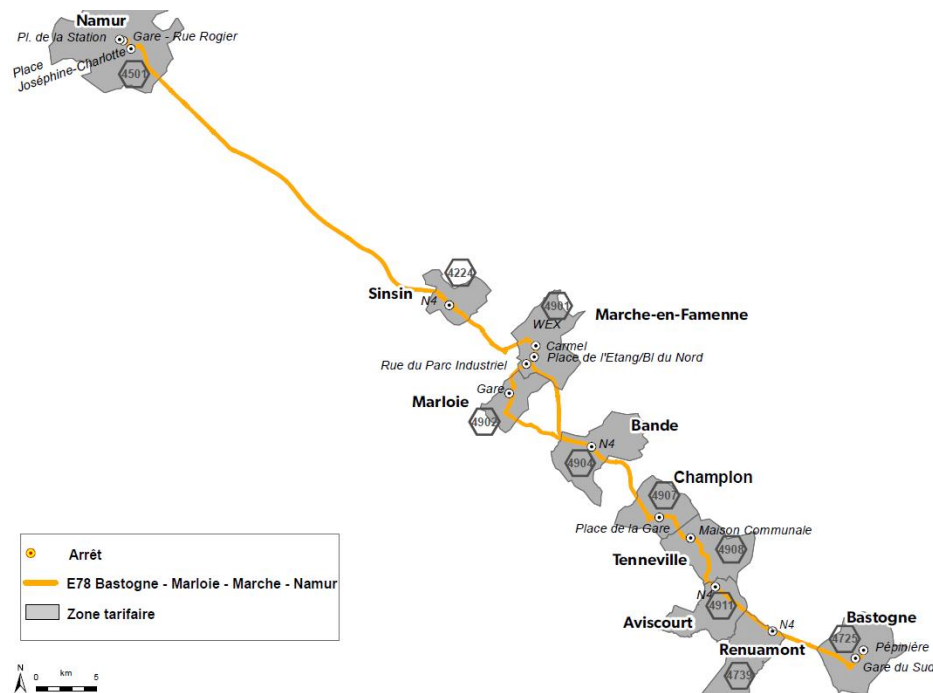 Namur
Pl. de la Station
Gare - Rue Rogier
Place
Joséphine-Charlotte
4501
4224
Sinsin
N4
4901
Marche-en-Famenne
WEX
Carmel
Place de l'Etang/Bl du Nord
Rue du Parc Industriel
Gare
Marloie
4902
Bande
N4
4904
Champlon
4907
Place de la Gare
Maison Communale
4908
Tenneville
N4
4911
Aviscourt
N4
Bastogne
4725
Pépinière
Renuamont
Gare du Sud
4739
Arrêt
E78 Bastogne - Marloie - Marche - Namur
Zone tarifaire
N
km
0 5